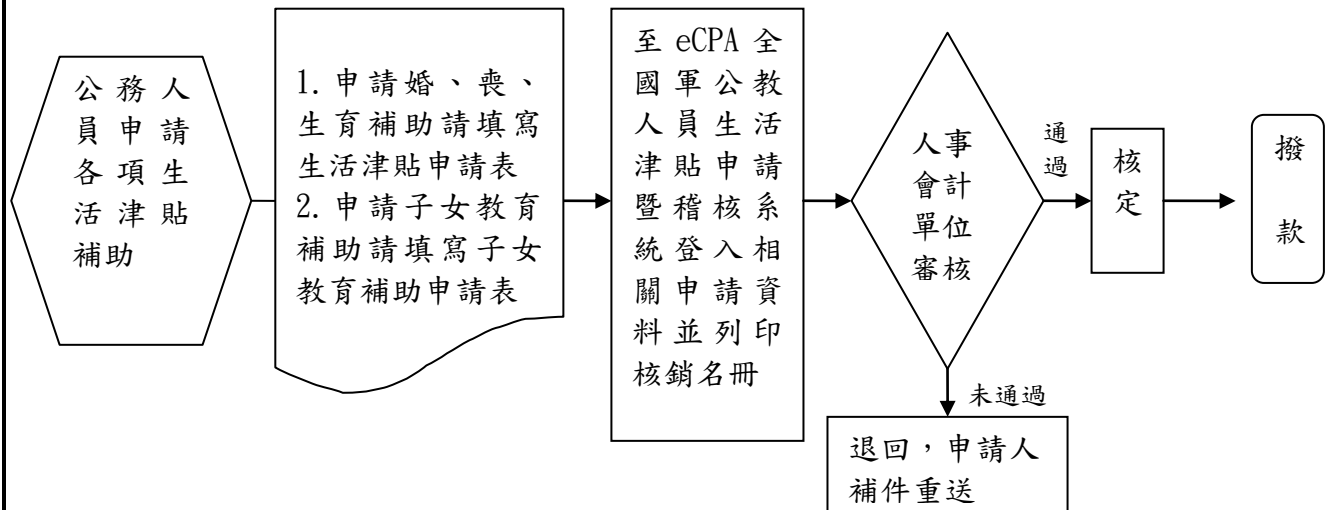 公務人
員申請
各項生
活津貼
補助
1. 申請婚、喪、
生育補助請填寫
生活津貼申請表
2. 申請子女教育
補助請填寫子女
教育補助申請表
至 eCPA 全
國軍公教
人員生活
津貼申請
暨稽核系
統登入相
關申請資
料並列印
核銷名冊
人事
會計
單位
審核
通
過
核
定
撥
款
未通過
退回，申請人
補件重送